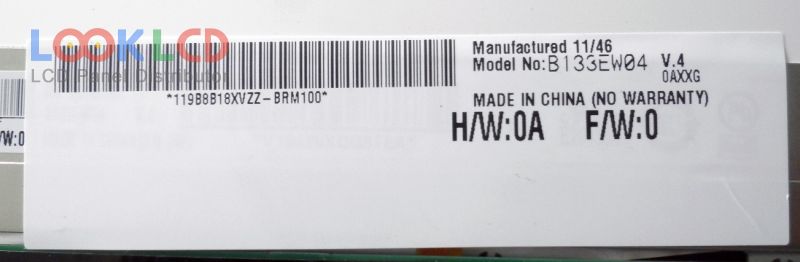 LOOKLCD
LCD Panel Distributor
Manufactured 11/46
Model No:B133EW04 V.4
0AXXG
*119B8B18XVZZ-BRM100*
MADE IN CHINA (NO WARRANTY)
H/W:0A F/W:0
/W:0